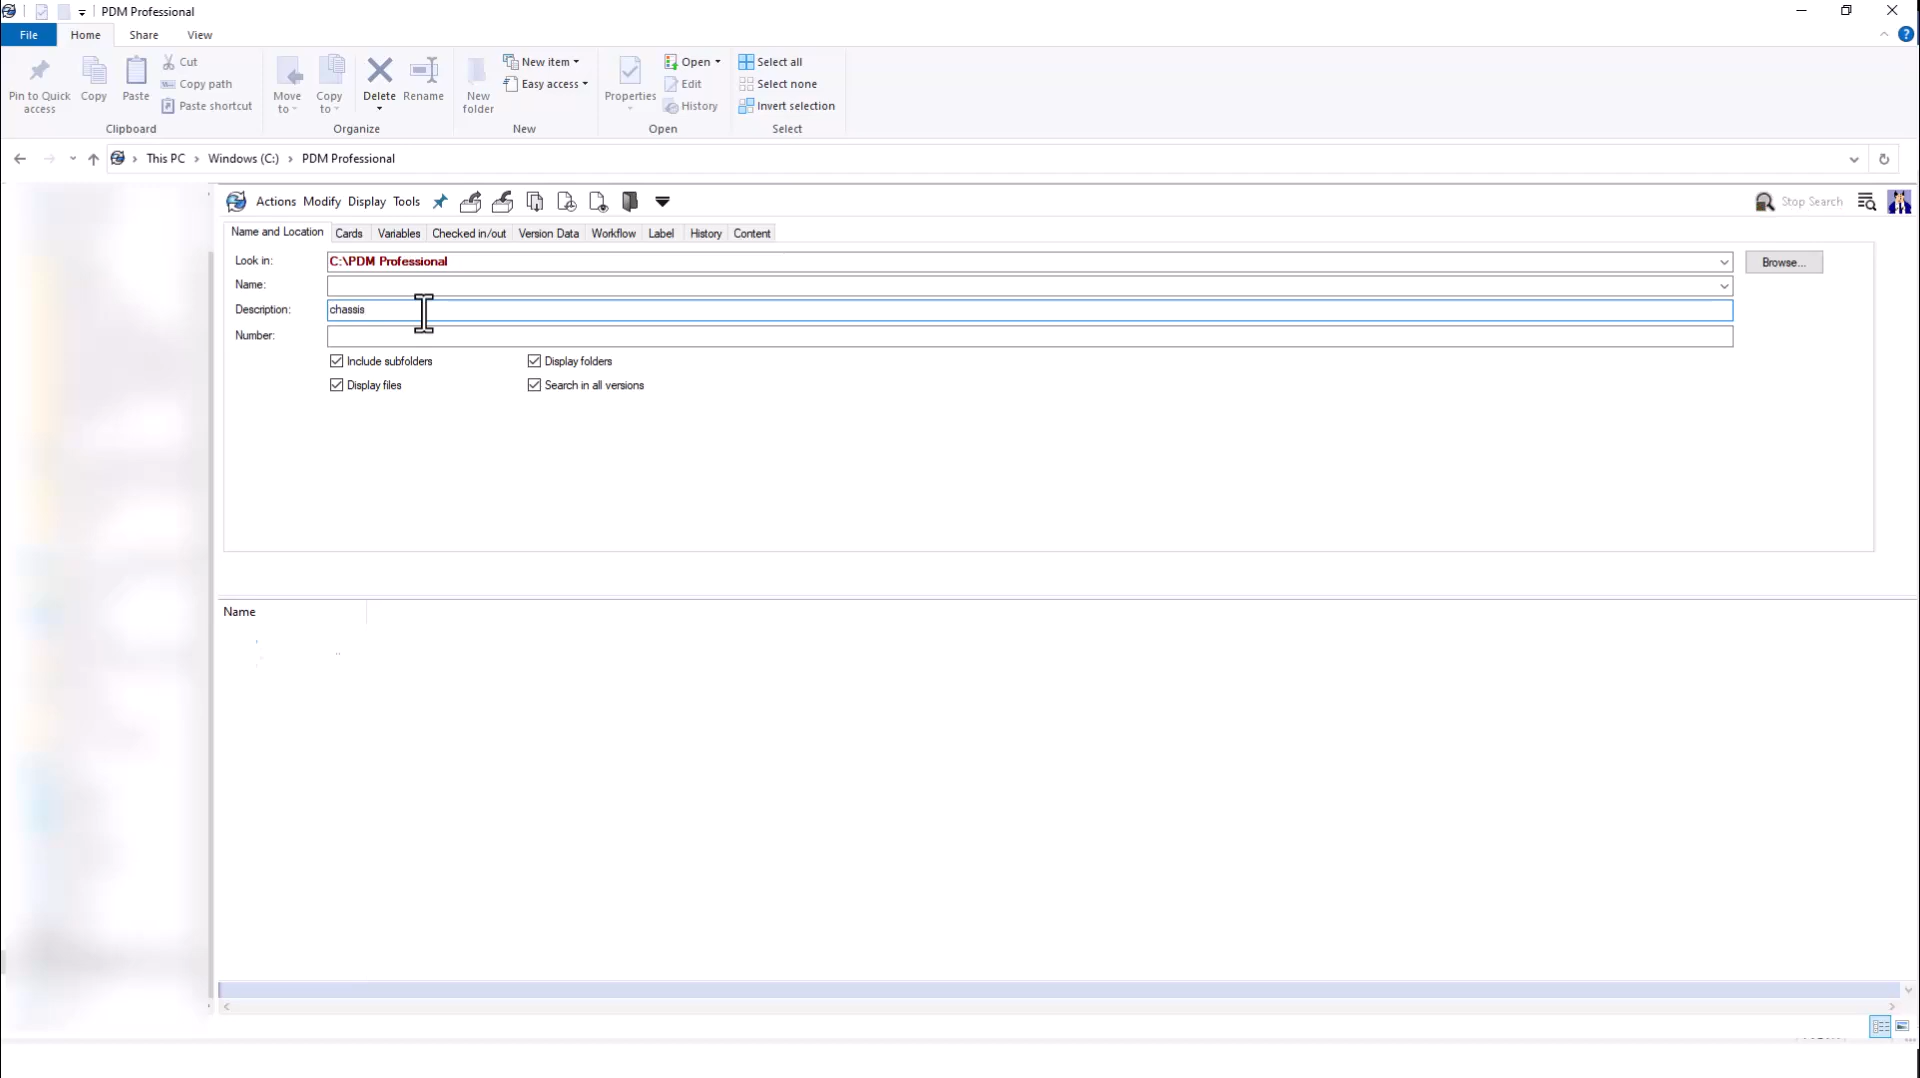 PDM Professional
File Home Share View
Pin to Quick access
Copy
Paste
Cut
Copy path
Paste shortcut
Clipboard
Move to
Copy to
Delete
Rename
Organize
New folder
New item
Easy access
New
Properties
Open
Edit
History
Open
Select all
Select none
Invert selection
Select
This PC > Windows (C:) > PDM Professional
Actions Modify Display Tools
Stop Search
Name and Location Cards Variables Checked in/out Version Data Workflow Label History Content
Look in: C:\PDM Professional Browse...
Name:
Description: chassis
Number:
Include subfolders Display folders
Display files Search in all versions
Name